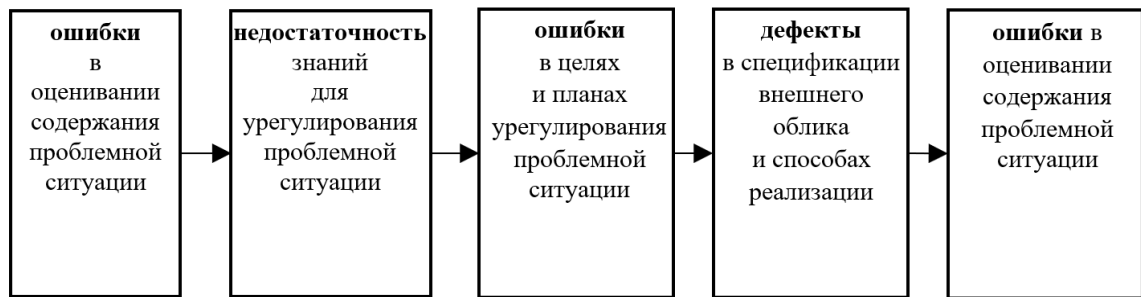 ошибки
в
оценивании
содержания
проблемной
ситуации
недостаточность
знаний
для
урегулирования
проблемной
ситуации
ошибки
в целях
и планах
урегулирования
проблемной
ситуации
дефекты
в спецификации
внешнего
облика
и способах
реализации
ошибки в
оценивании
содержания
проблемной
ситуации